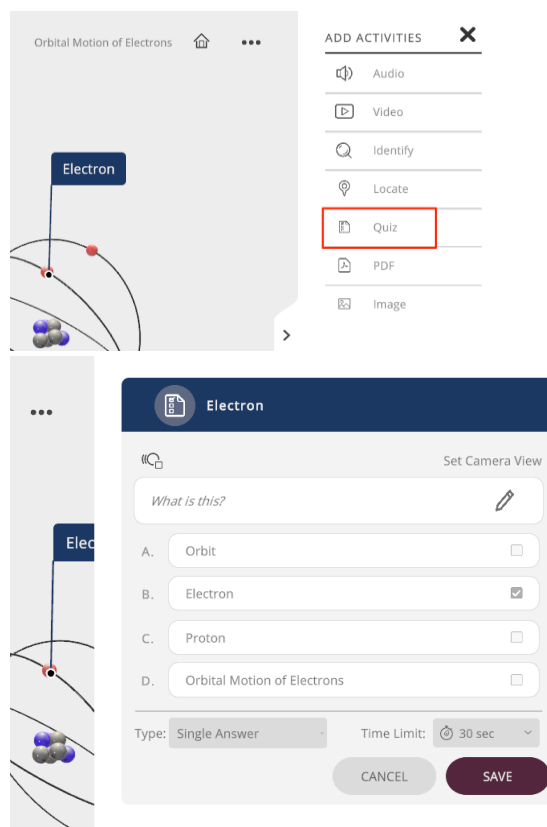 Orbital Motion of Electrons
ADD ACTIVITIES
Audio
Video
Electron
Identify
Locate
Quiz
PDF
Image
Electron
Set Camera View
What is this?
Elec
A. Orbit
B. Electron
C. Proton
D. Orbital Motion of Electrons
Type: Single Answer Time Limit: 30 sec
CANCEL SAVE